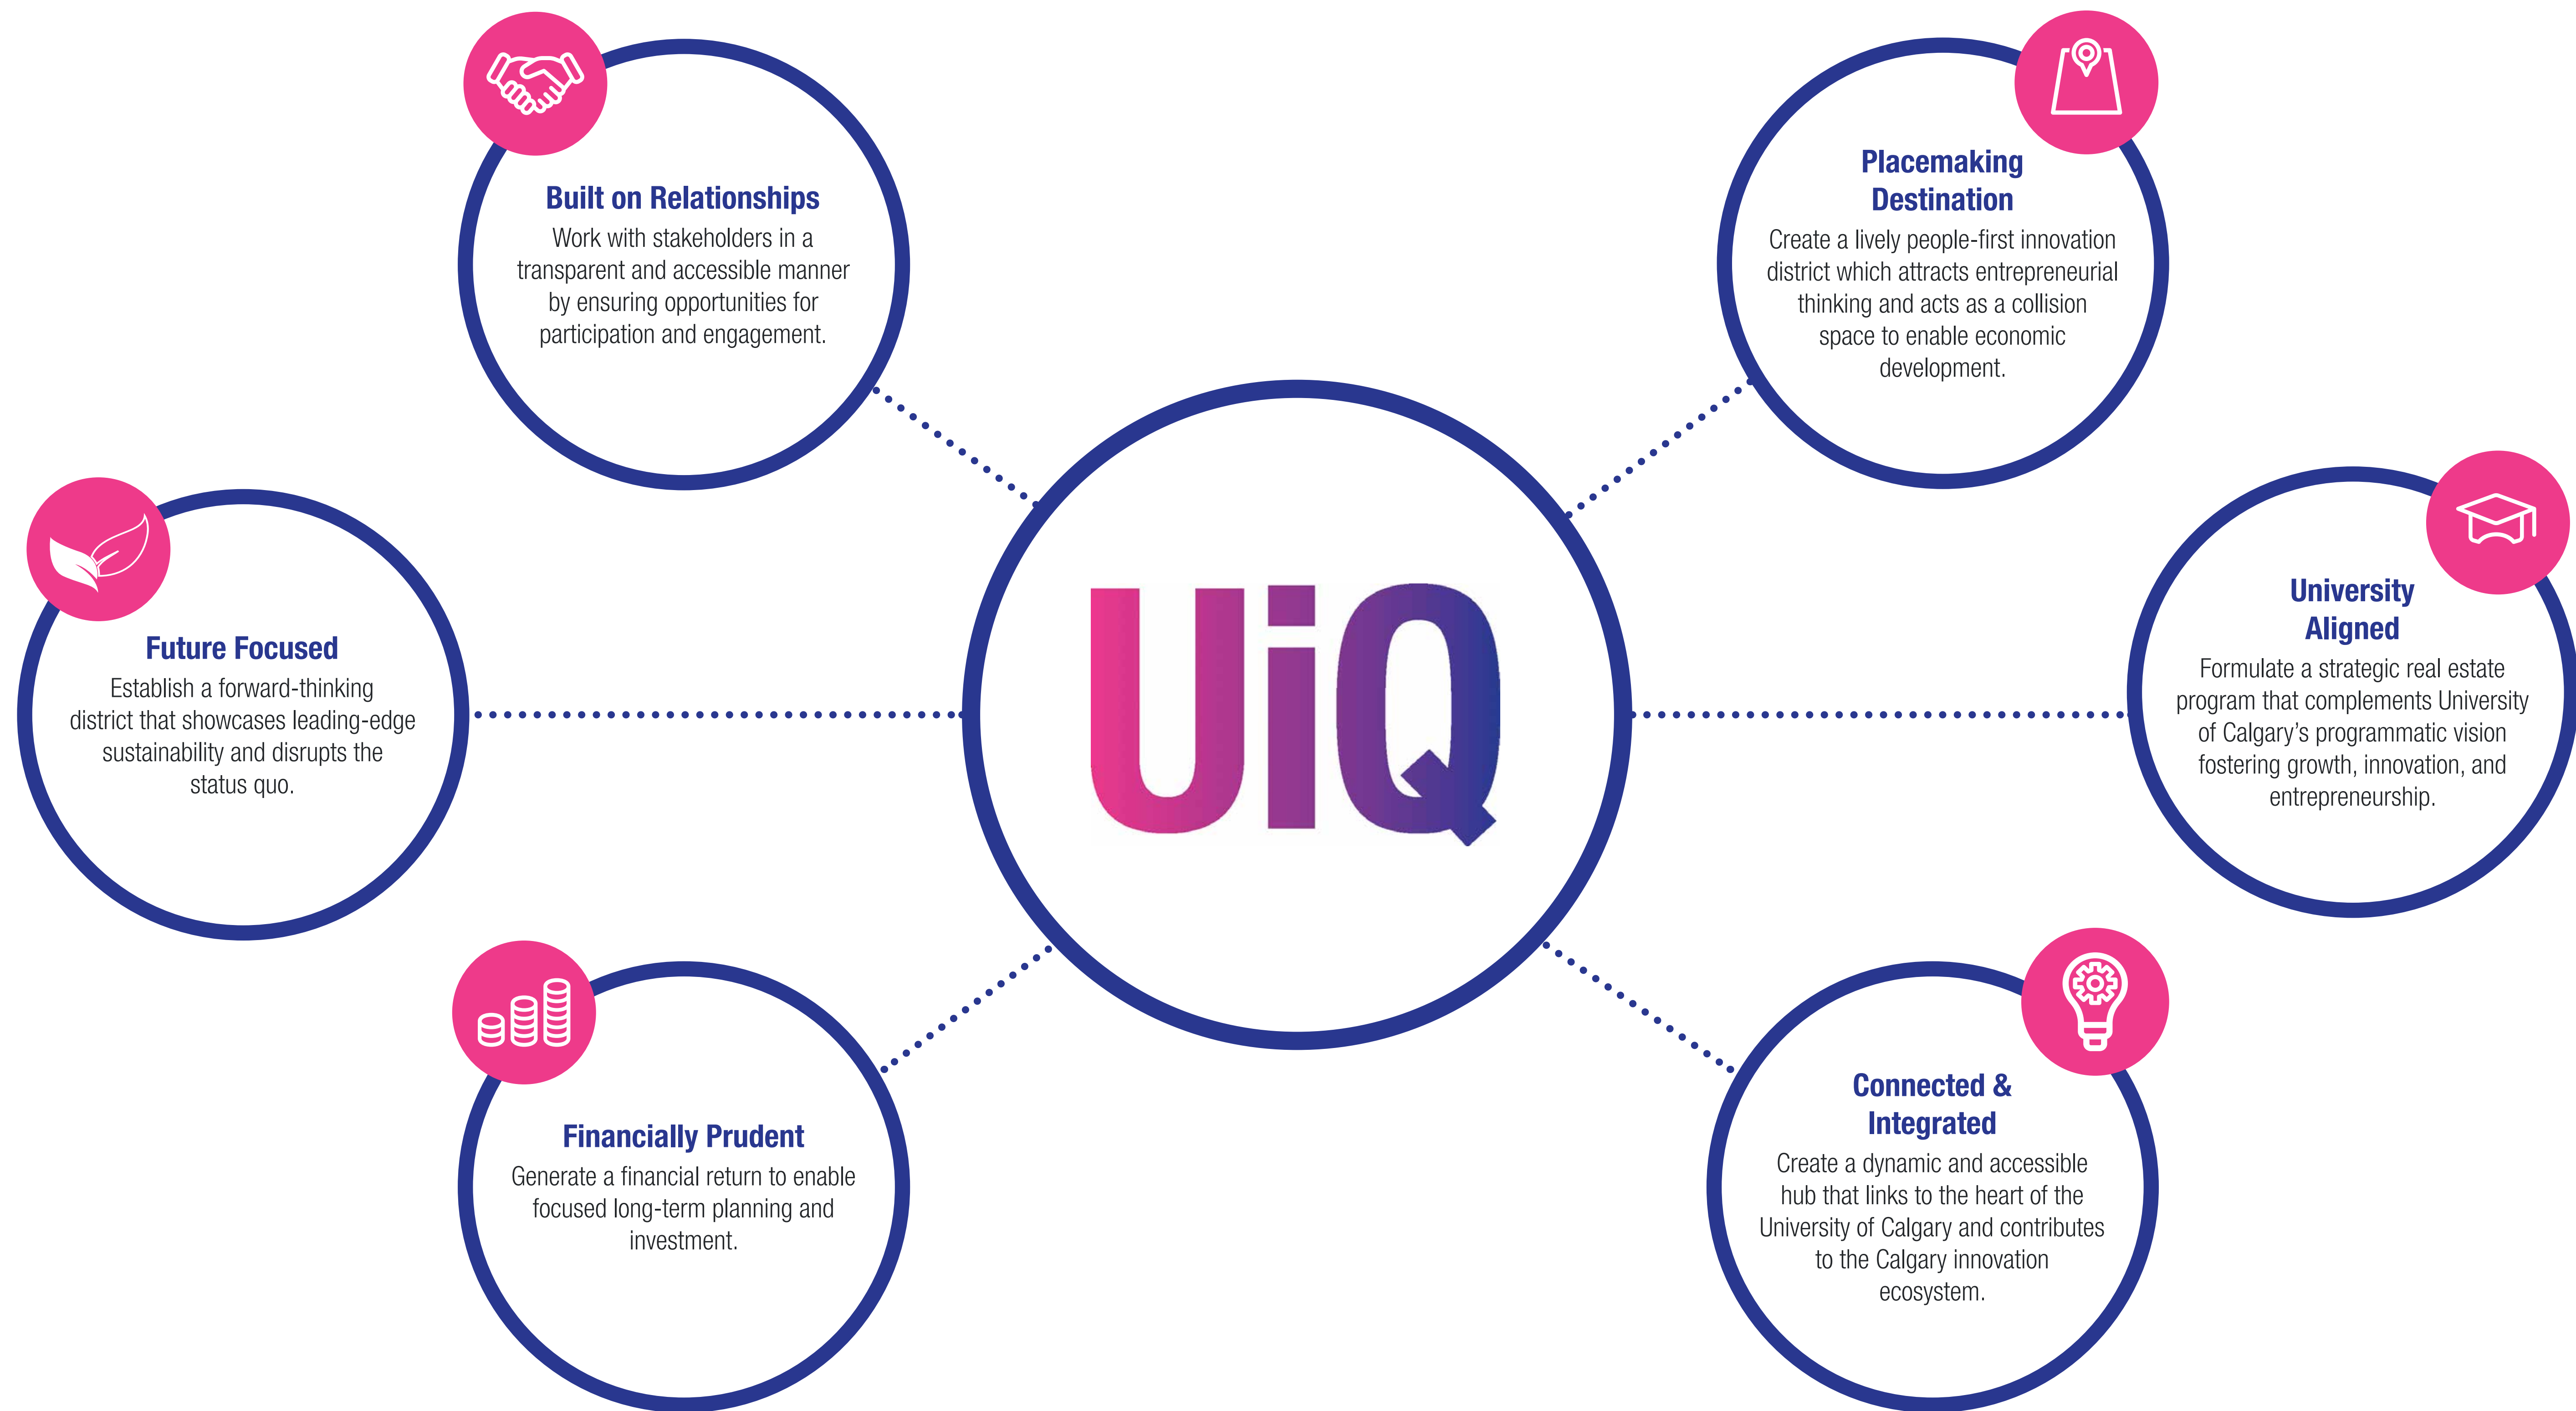 Built on Relationships
Work with stakeholders in a
transparent and accessible manner
by ensuring opportunities for
participation and engagement.
Placemaking
Destination
Create a lively people-first innovation
district which attracts entrepreneurial
thinking and acts as a collision
space to enable economic
development.
Future Focused
Establish a forward-thinking
district that showcases leading-edge
sustainability and disrupts the
status quo.
UiQ
University
Aligned
Formulate a strategic real estate
program that complements University
of Calgary’s programmatic vision
fostering growth, innovation, and
entrepreneurship.
Financially Prudent
Generate a financial return to enable
focused long-term planning and
investment.
Connected &
Integrated
Create a dynamic and accessible
hub that links to the heart of the
University of Calgary and contributes
to the Calgary innovation
ecosystem.